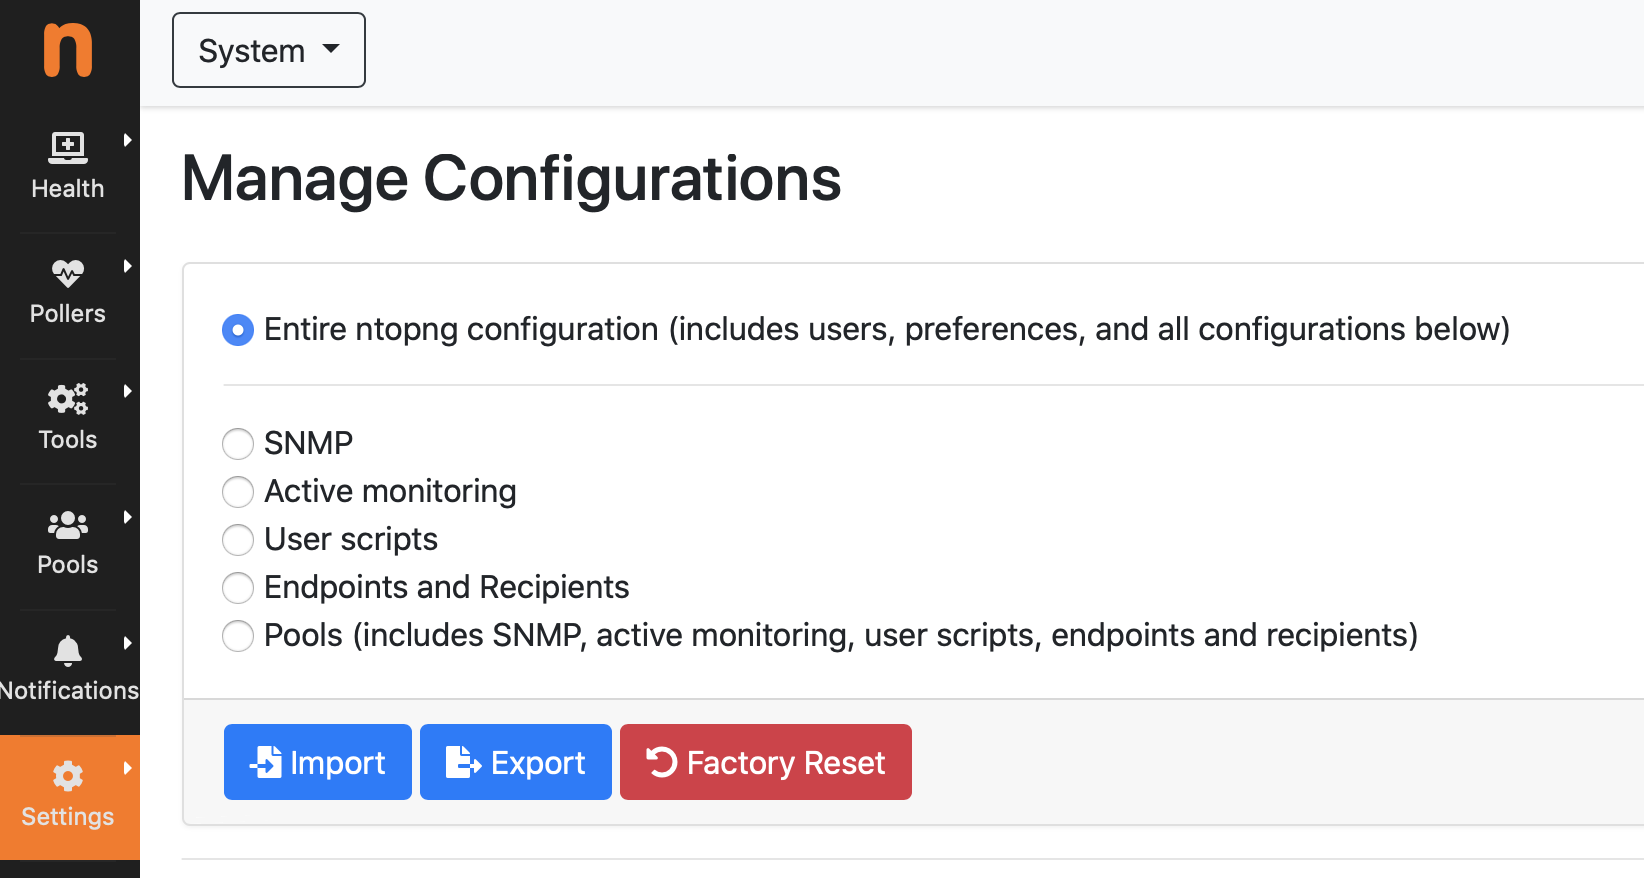 n
System
Health
Pollers
Tools
Pools
Notifications
Settings
Manage Configurations
Entire ntopng configuration (includes users, preferences, and all configurations below)
SNMP
Active monitoring
User scripts
Endpoints and Recipients
Pools (includes SNMP, active monitoring, user scripts, endpoints and recipients)
Import
Export
Factory Reset